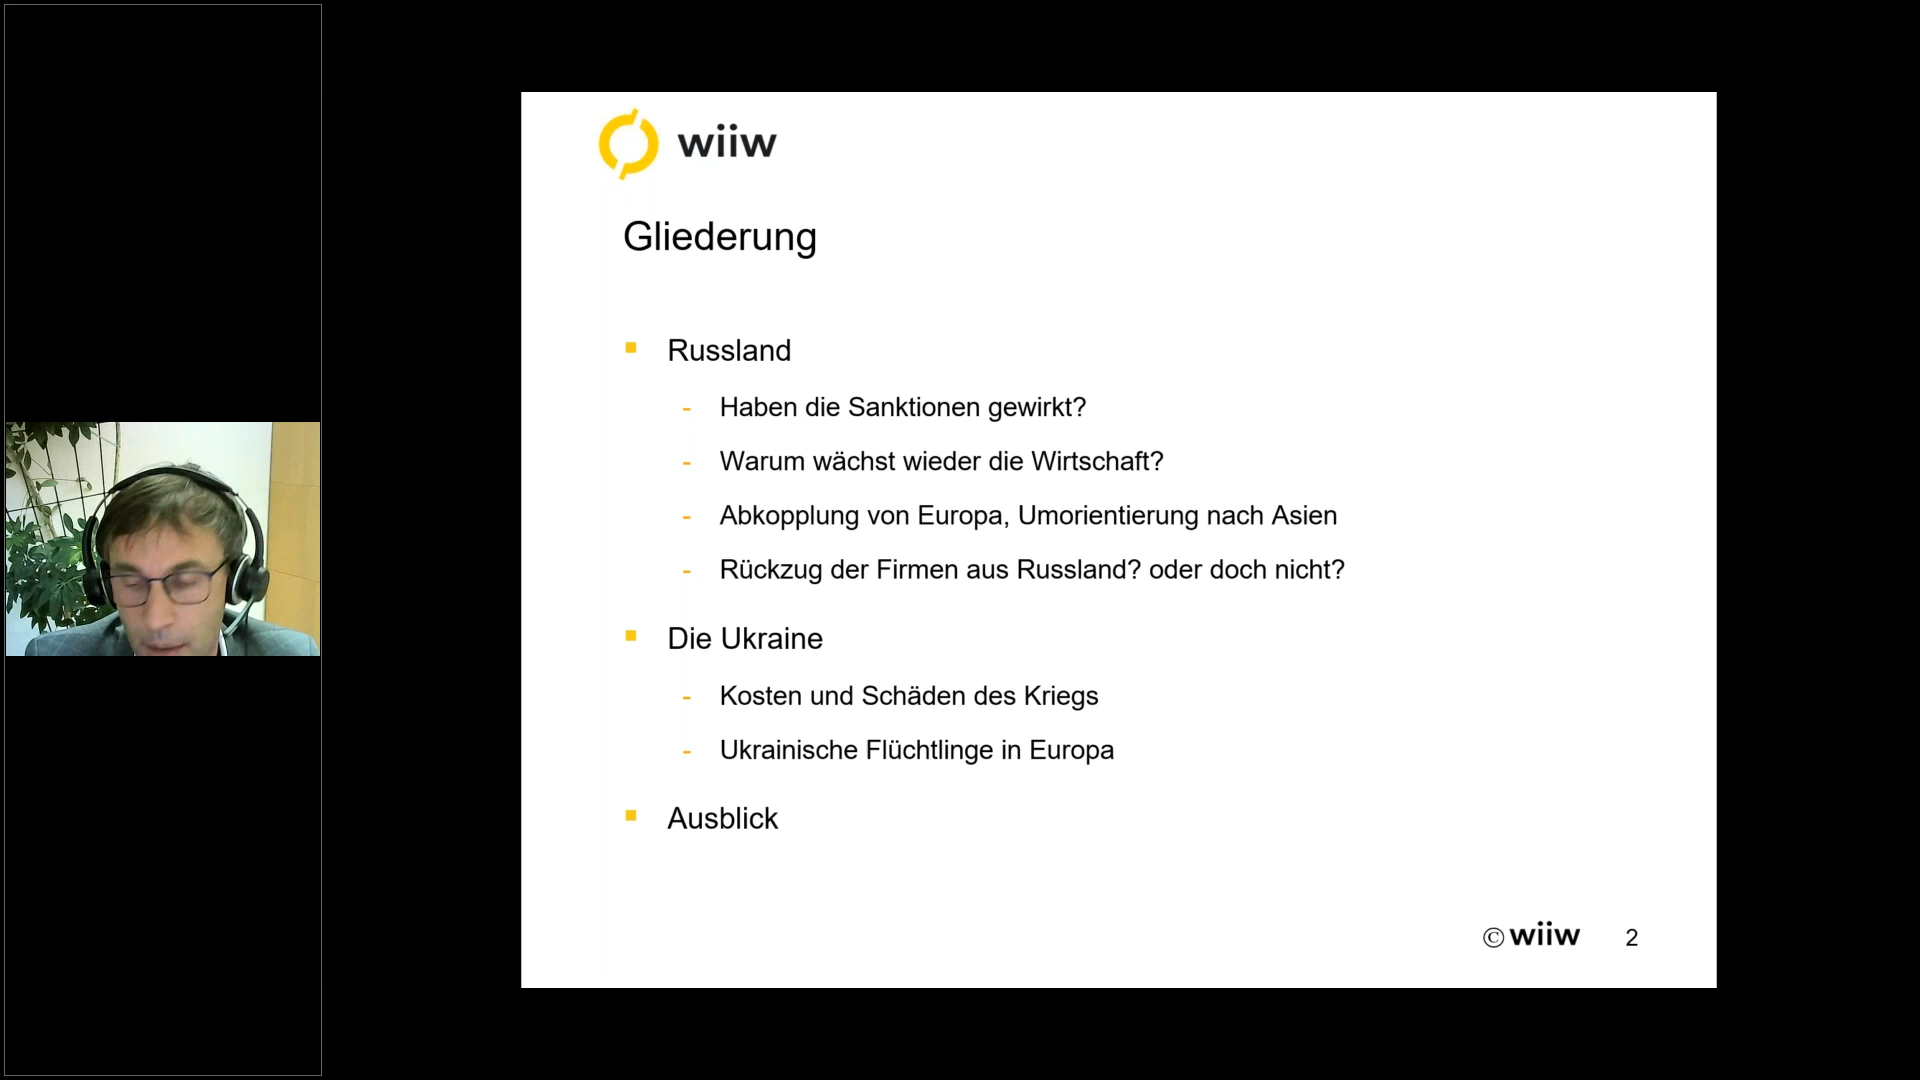 wiiw
Gliederung
Russland
- Haben die Sanktionen gewirkt?
- Warum wächst wieder die Wirtschaft?
- Abkopplung von Europa, Umorientierung nach Asien
- Rückzug der Firmen aus Russland? oder doch nicht?
Die Ukraine
- Kosten und Schäden des Kriegs
- Ukrainische Flüchtlinge in Europa
Ausblick
© wiiw 2